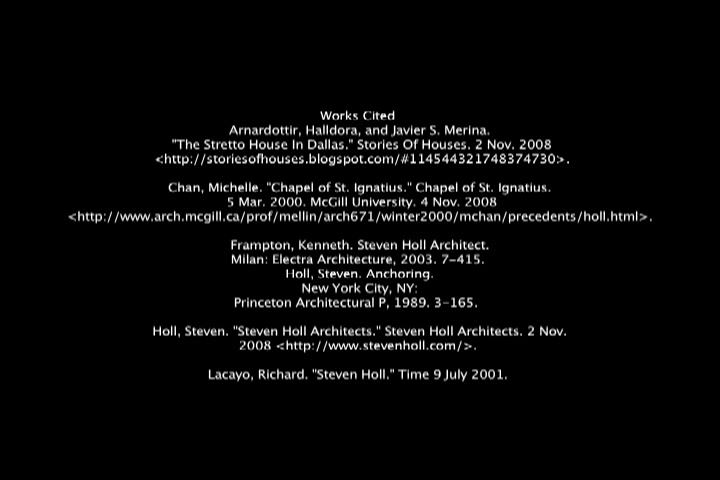 Works Cited
Arnardottir, Halldora, and Javier S. Merina.
"The Stretto House In Dallas." Stories Of Houses. 2 Nov. 2008
<http://storiesofhouses.blogspot.com/#114544321748374730>.
Chan, Michelle. "Chapel of St. Ignatius." Chapel of St. Ignatius.
5 Mar. 2000. McGill University. 4 Nov. 2008
<http://www.arch.mcgill.ca/prof/mellin/arch671/winter2000/mchan/precedents/holl.html>.
Frampton, Kenneth. Steven Holl Architect.
Milan: Electra Architecture, 2003. 7-415.
Holl, Steven. Anchoring.
New York City, NY:
Princeton Architectural P, 1989. 3-165.
Holl, Steven. "Steven Holl Architects." Steven Holl Architects. 2 Nov.
2008 <http://www.stevenholl.com/>.
Lacayo, Richard. "Steven Holl." Time 9 July 2001.